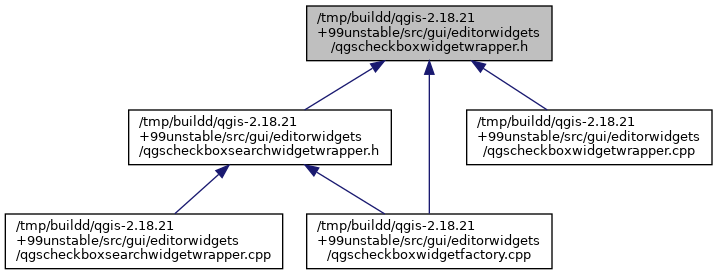 /tmp/buildd/qgis-2.18.21
+99unstable/src/gui/editorwidgets
/qgscheckboxwidgetwrapper.h
/tmp/buildd/qgis-2.18.21
+99unstable/src/gui/editorwidgets
/qgscheckboxsearchwidgetwrapper.h
/tmp/buildd/qgis-2.18.21
+99unstable/src/gui/editorwidgets
/qgscheckboxwidgetwrapper.cpp
/tmp/buildd/qgis-2.18.21
+99unstable/src/gui/editorwidgets
/qgscheckboxsearchwidgetwrapper.cpp
/tmp/buildd/qgis-2.18.21
+99unstable/src/gui/editorwidgets
/qgscheckboxwidgetfactory.cpp